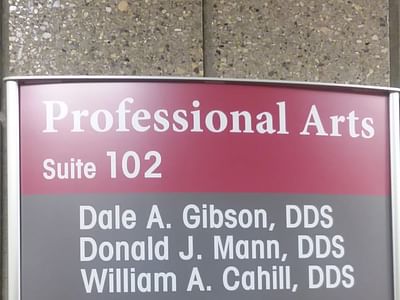 Professional Arts
Suite 102
Dale A. Gibson, DDS
Donald J. Mann, DDS
William A. Cahill, DDS